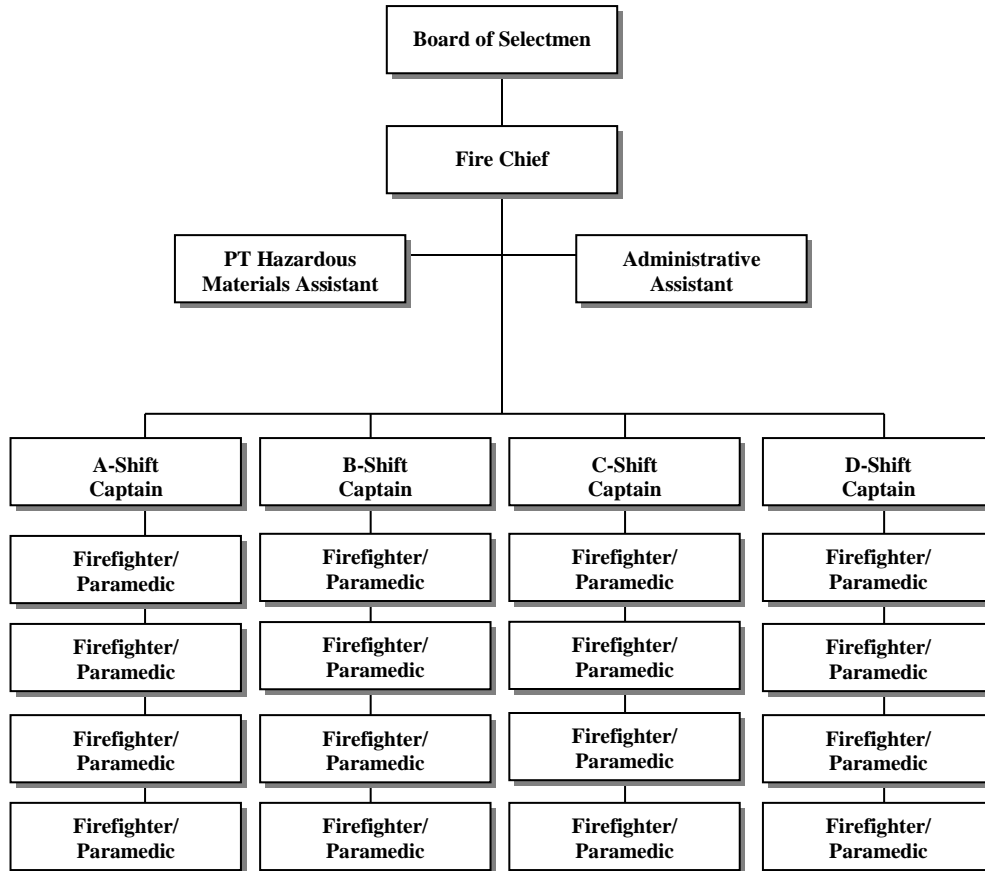 Board of Selectmen
Fire Chief
PT Hazardous
Materials Assistant
Administrative
Assistant
A-Shift
Captain
B-Shift
Captain
C-Shift
Captain
D-Shift
Captain
Firefighter/
Paramedic
Firefighter/
Paramedic
Firefighter/
Paramedic
Firefighter/
Paramedic
Firefighter/
Paramedic
Firefighter/
Paramedic
Firefighter/
Paramedic
Firefighter/
Paramedic
Firefighter/
Paramedic
Firefighter/
Paramedic
Firefighter/
Paramedic
Firefighter/
Paramedic
Firefighter/
Paramedic
Firefighter/
Paramedic
Firefighter/
Paramedic
Firefighter/
Paramedic